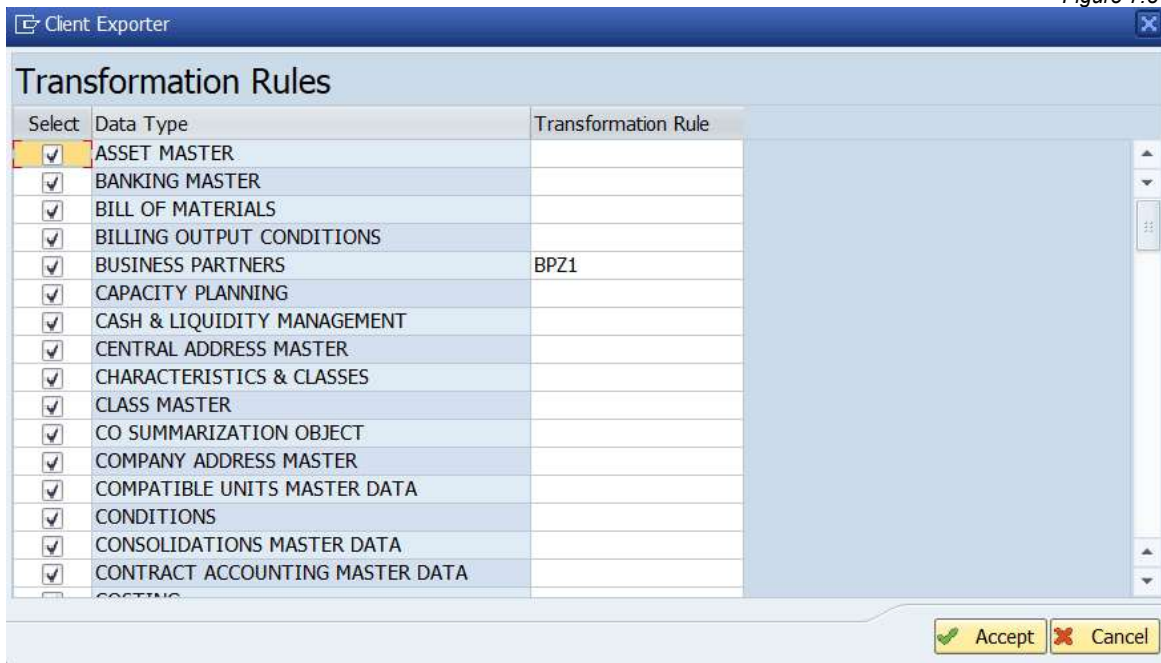 Client Exporter
Transformation Rules
Select Data Type Transformation Rule
ASSET MASTER
BANKING MASTER
BILL OF MATERIALS
BILLING OUTPUT CONDITIONS
BUSINESS PARTNERS BPZ1
CAPACITY PLANNING
CASH & LIQUIDITY MANAGEMENT
CENTRAL ADDRESS MASTER
CHARACTERISTICS & CLASSES
CLASS MASTER
CO SUMMARIZATION OBJECT
COMPANY ADDRESS MASTER
COMPATIBLE UNITS MASTER DATA
CONDITIONS
CONSOLIDATIONS MASTER DATA
CONTRACT ACCOUNTING MASTER DATA
Accept Cancel